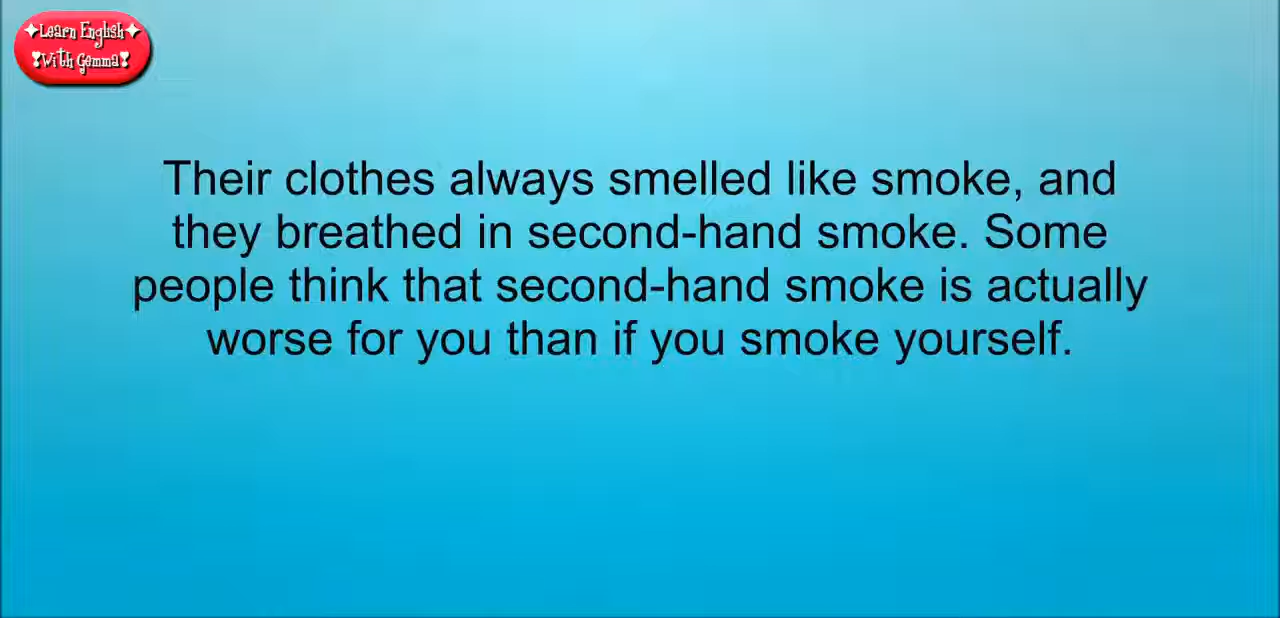 Learn English
With Gemma
Their clothes always smelled like smoke, and
they breathed in second-hand smoke. Some
people think that second-hand smoke is actually
worse for you than if you smoke yourself.